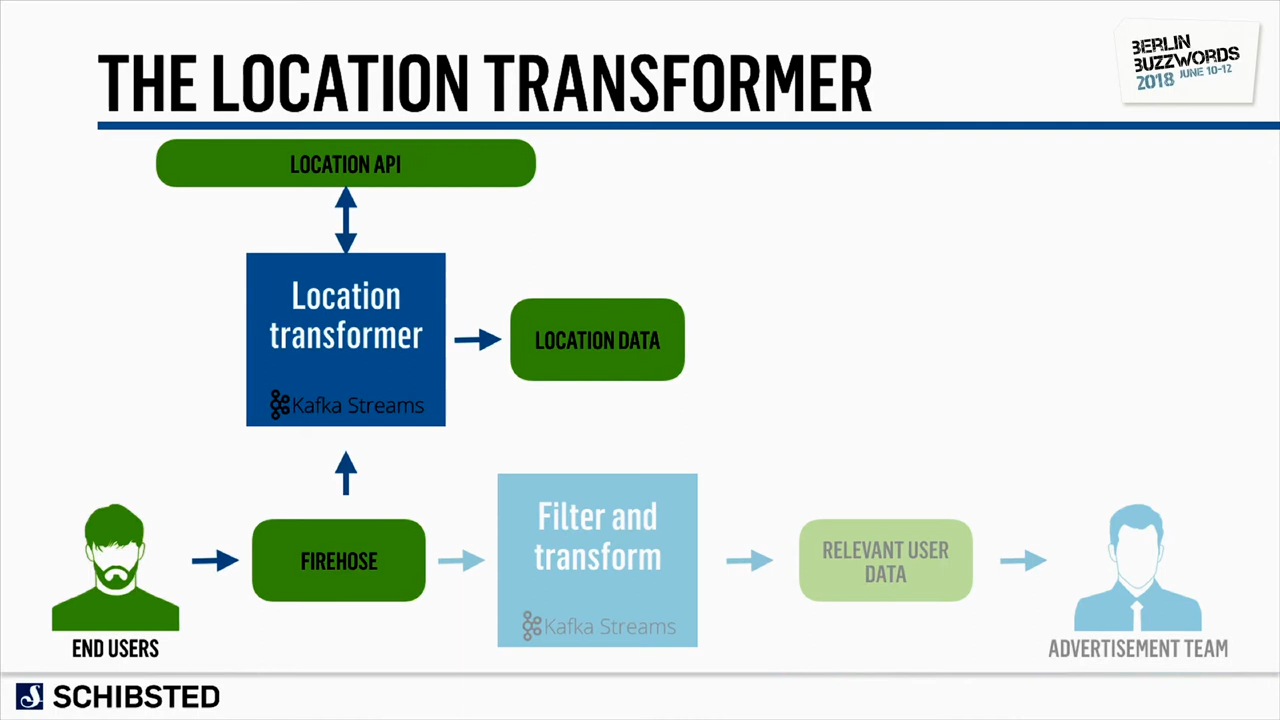 THE LOCATION TRANSFORMER
BERLIN
BUZZWORDS
2018 JUNE 10-12
LOCATION API
Location
transformer
Kafka Streams
LOCATION DATA
Filter and
transform
Kafka Streams
FIREHOSE
RELEVANT USER
DATA
END USERS
ADVERTISEMENT TEAM
SCHIBSTED